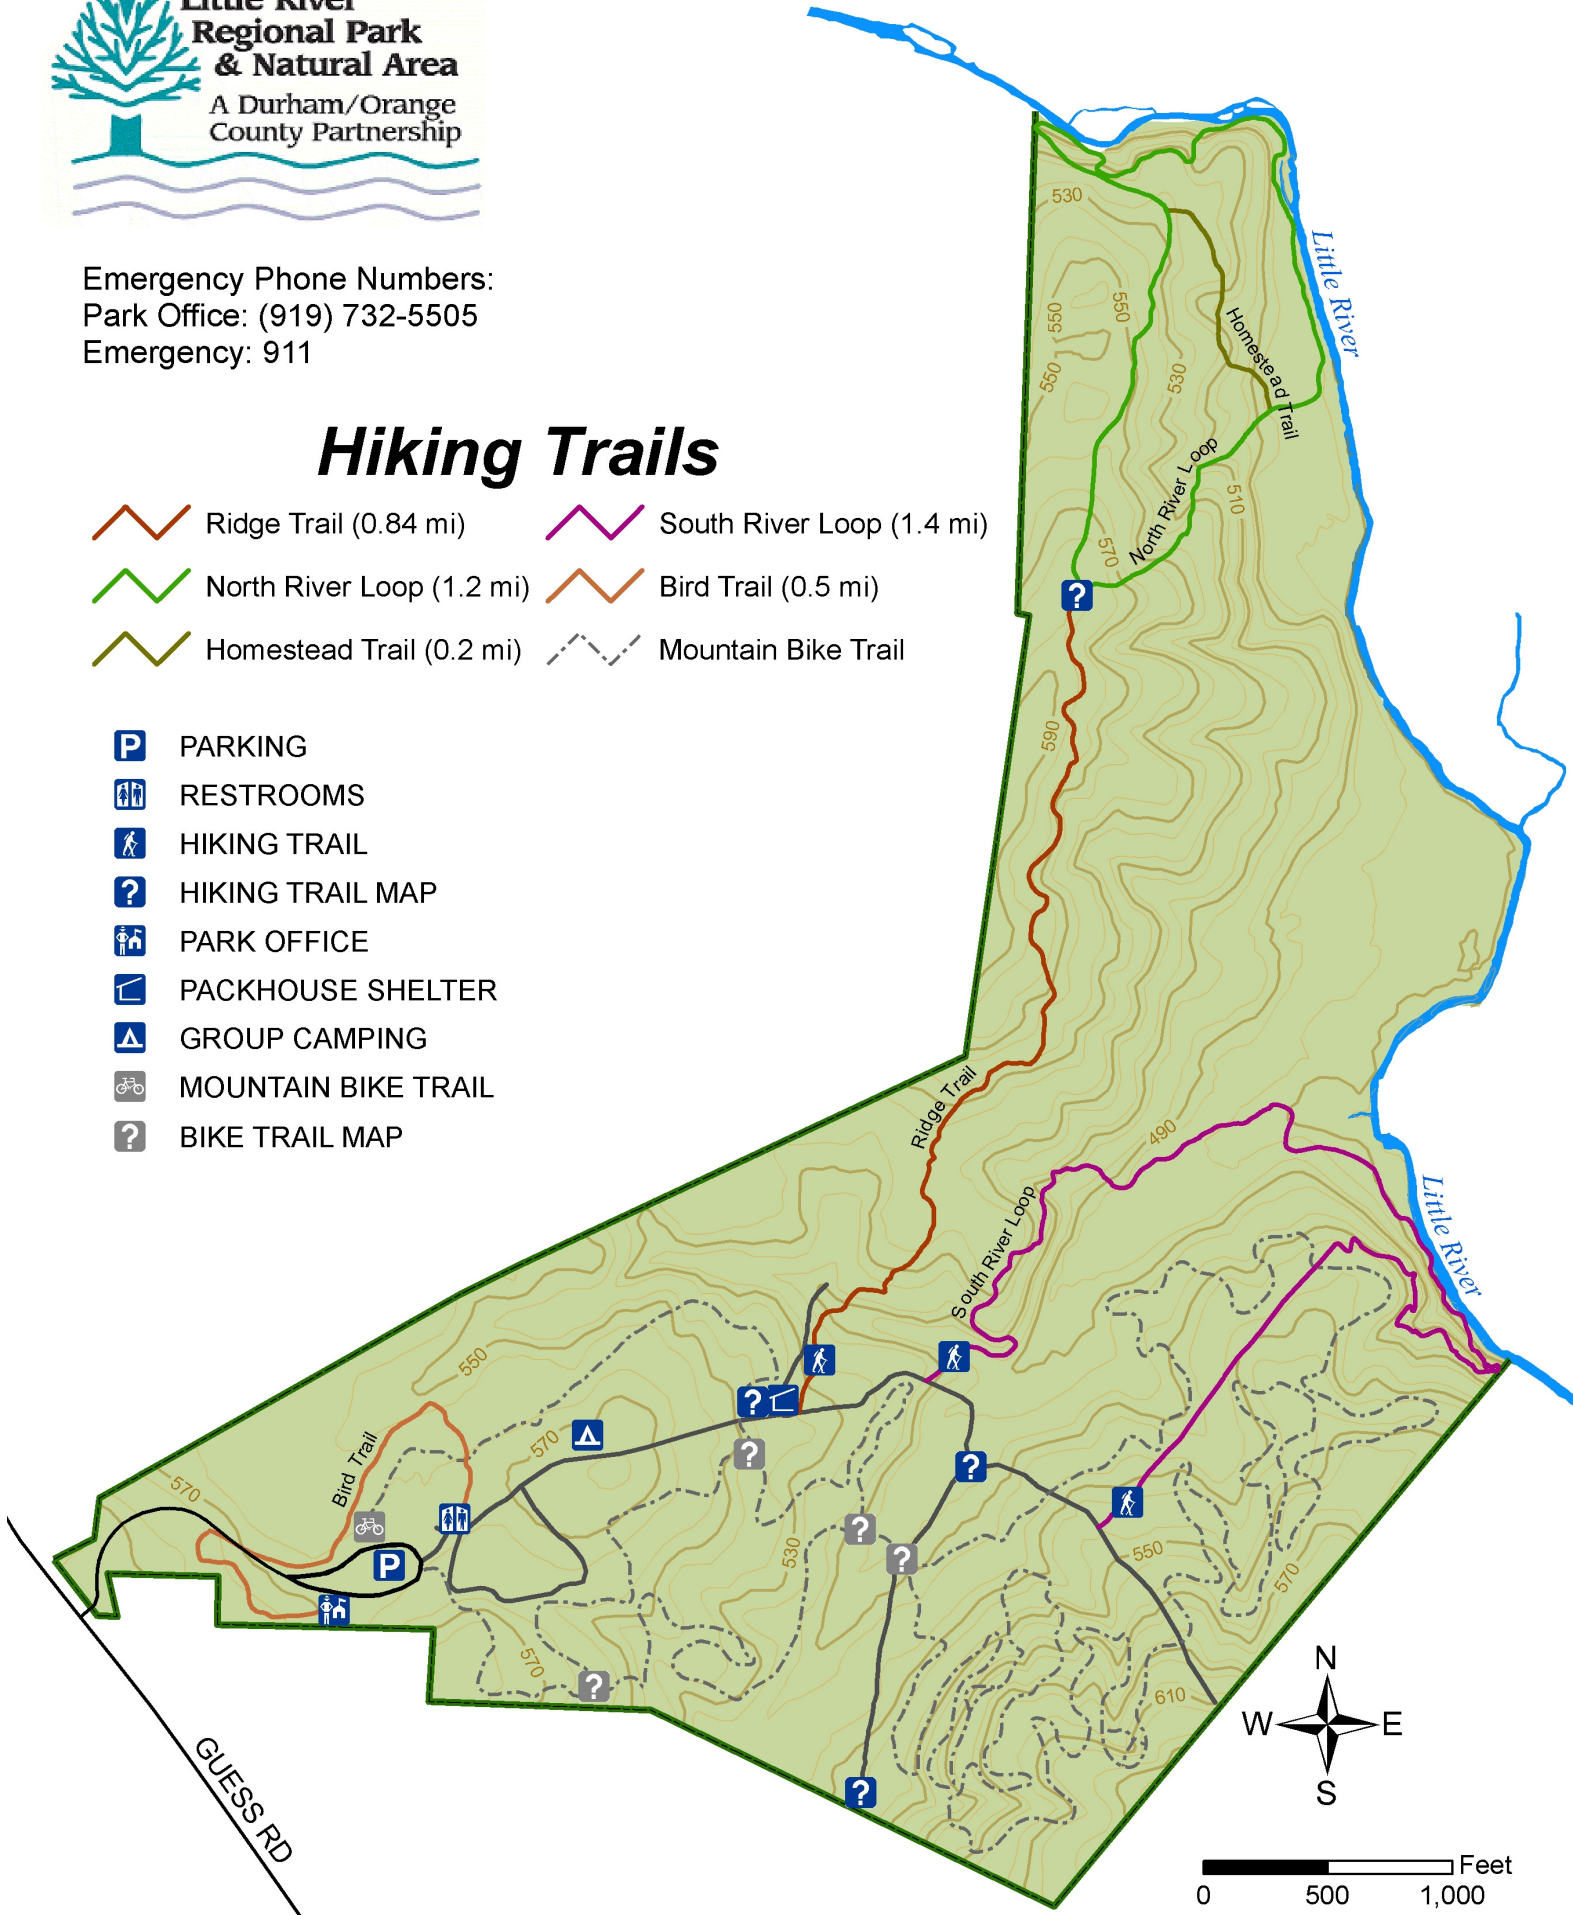 Little River
Regional Park
& Natural Area
A Durham/Orange
County Partnership
Emergency Phone Numbers:
Park Office: (919) 732-5505
Emergency: 911
Hiking Trails
Ridge Trail (0.84 mi)
South River Loop (1.4 mi)
North River Loop (1.2 mi)
Bird Trail (0.5 mi)
Homestead Trail (0.2 mi)
Mountain Bike Trail
P PARKING
RESTROOMS
HIKING TRAIL
? HIKING TRAIL MAP
PARK OFFICE
PACKHOUSE SHELTER
GROUP CAMPING
MOUNTAIN BIKE TRAIL
? BIKE TRAIL MAP
530
Little River
550
550
550
530
Homestead Trail
North River Loop
510
570
?
590
Ridge Trail
490
South River Loop
Little River
550
?
570
?
Bird Trail
570
?
?
?
530
550
570
P
570
?
610
?
GUESS RD
N
W
E
S
Feet
0
500
1,000